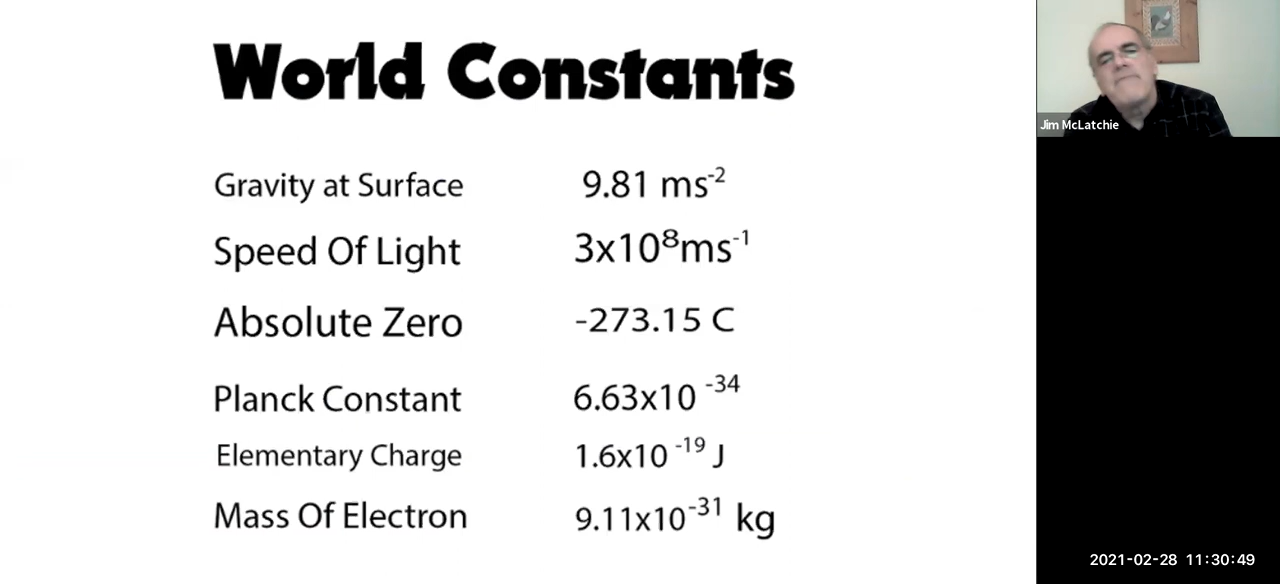 World Constants
Gravity at Surface 9.81 ms⁻²
Speed Of Light 3x10⁸ms⁻¹
Absolute Zero -273.15 C
Planck Constant 6.63x10 ⁻³⁴
Elementary Charge 1.6x10 ⁻¹⁹ J
Mass Of Electron 9.11x10⁻³¹ kg
Jim McLatchie
2021-02-28 11:30:49